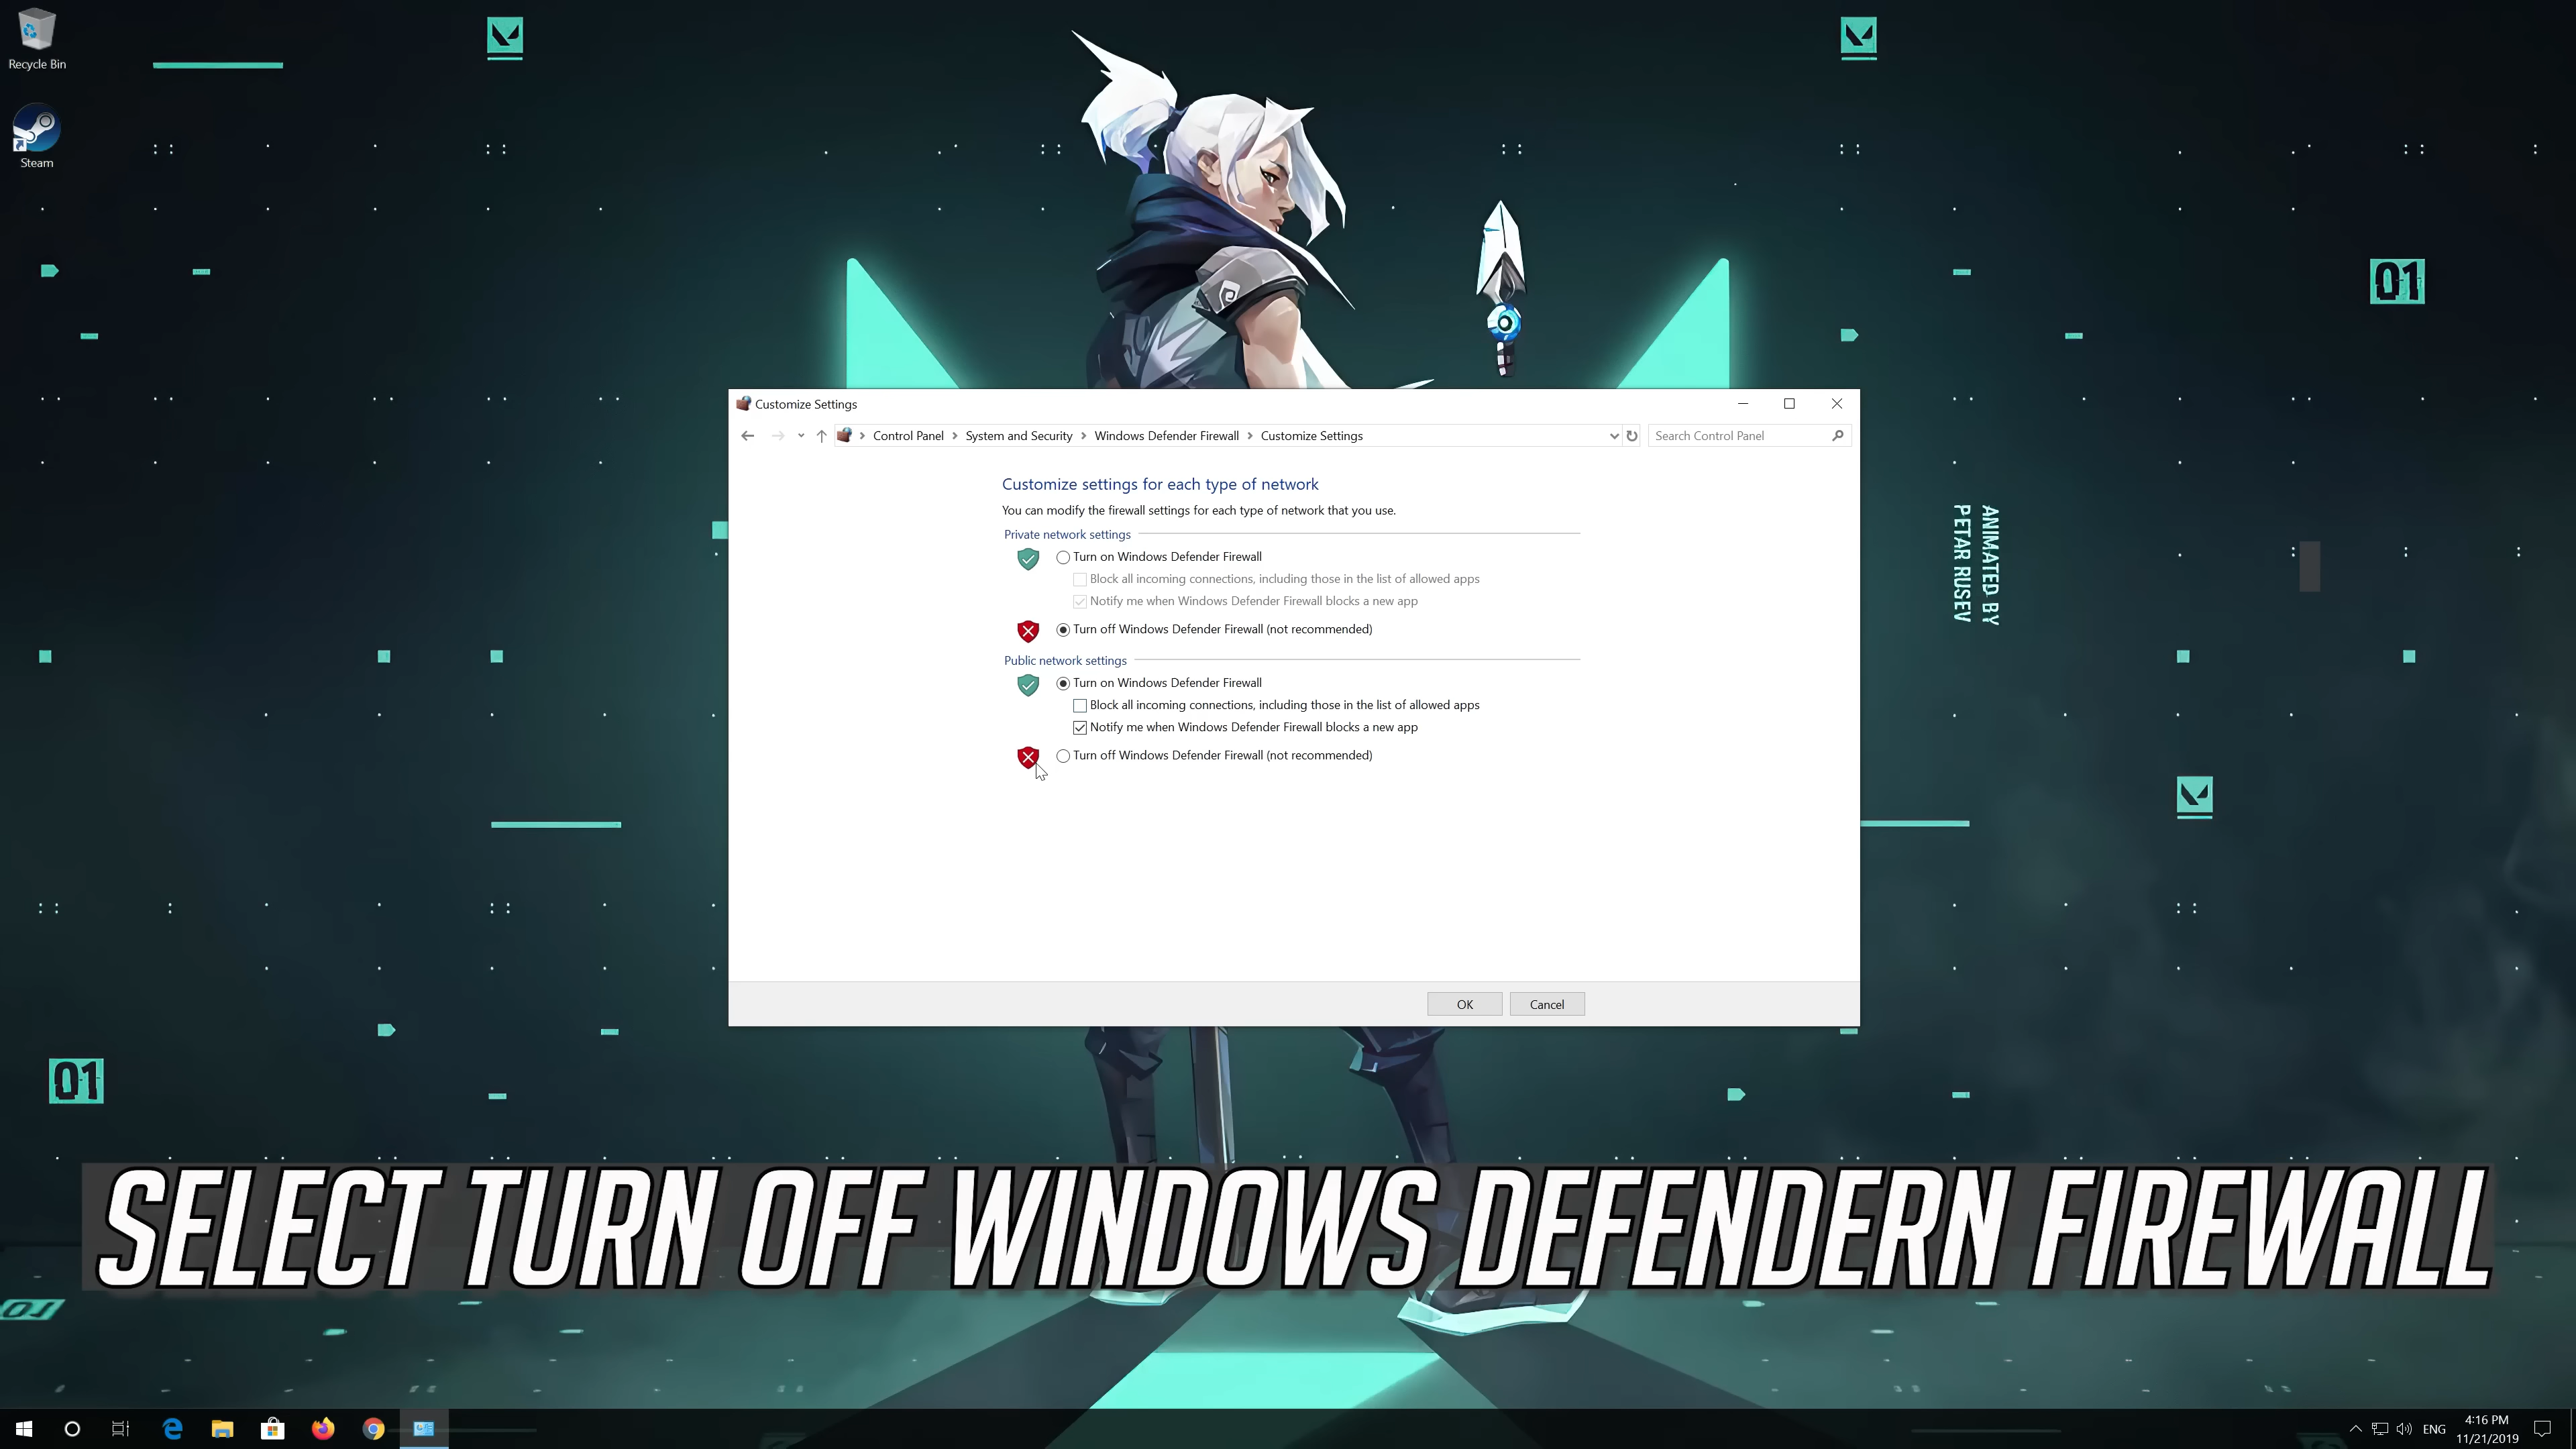 Recycle Bin
Steam
01
Customize Settings
Control Panel > System and Security > Windows Defender Firewall > Customize Settings
Search Control Panel
Customize settings for each type of network
You can modify the firewall settings for each type of network that you use.
Private network settings
Turn on Windows Defender Firewall
Block all incoming connections, including those in the list of allowed apps
Notify me when Windows Defender Firewall blocks a new app
Turn off Windows Defender Firewall (not recommended)
Public network settings
Turn on Windows Defender Firewall
Block all incoming connections, including those in the list of allowed apps
Notify me when Windows Defender Firewall blocks a new app
Turn off Windows Defender Firewall (not recommended)
OK
Cancel
ANIMATED BY
PETAR RUSEV
01
SELECT TURN OFF WINDOWS DEFENDERN FIREWALL
01
ENG
4:16 PM
11/21/2019